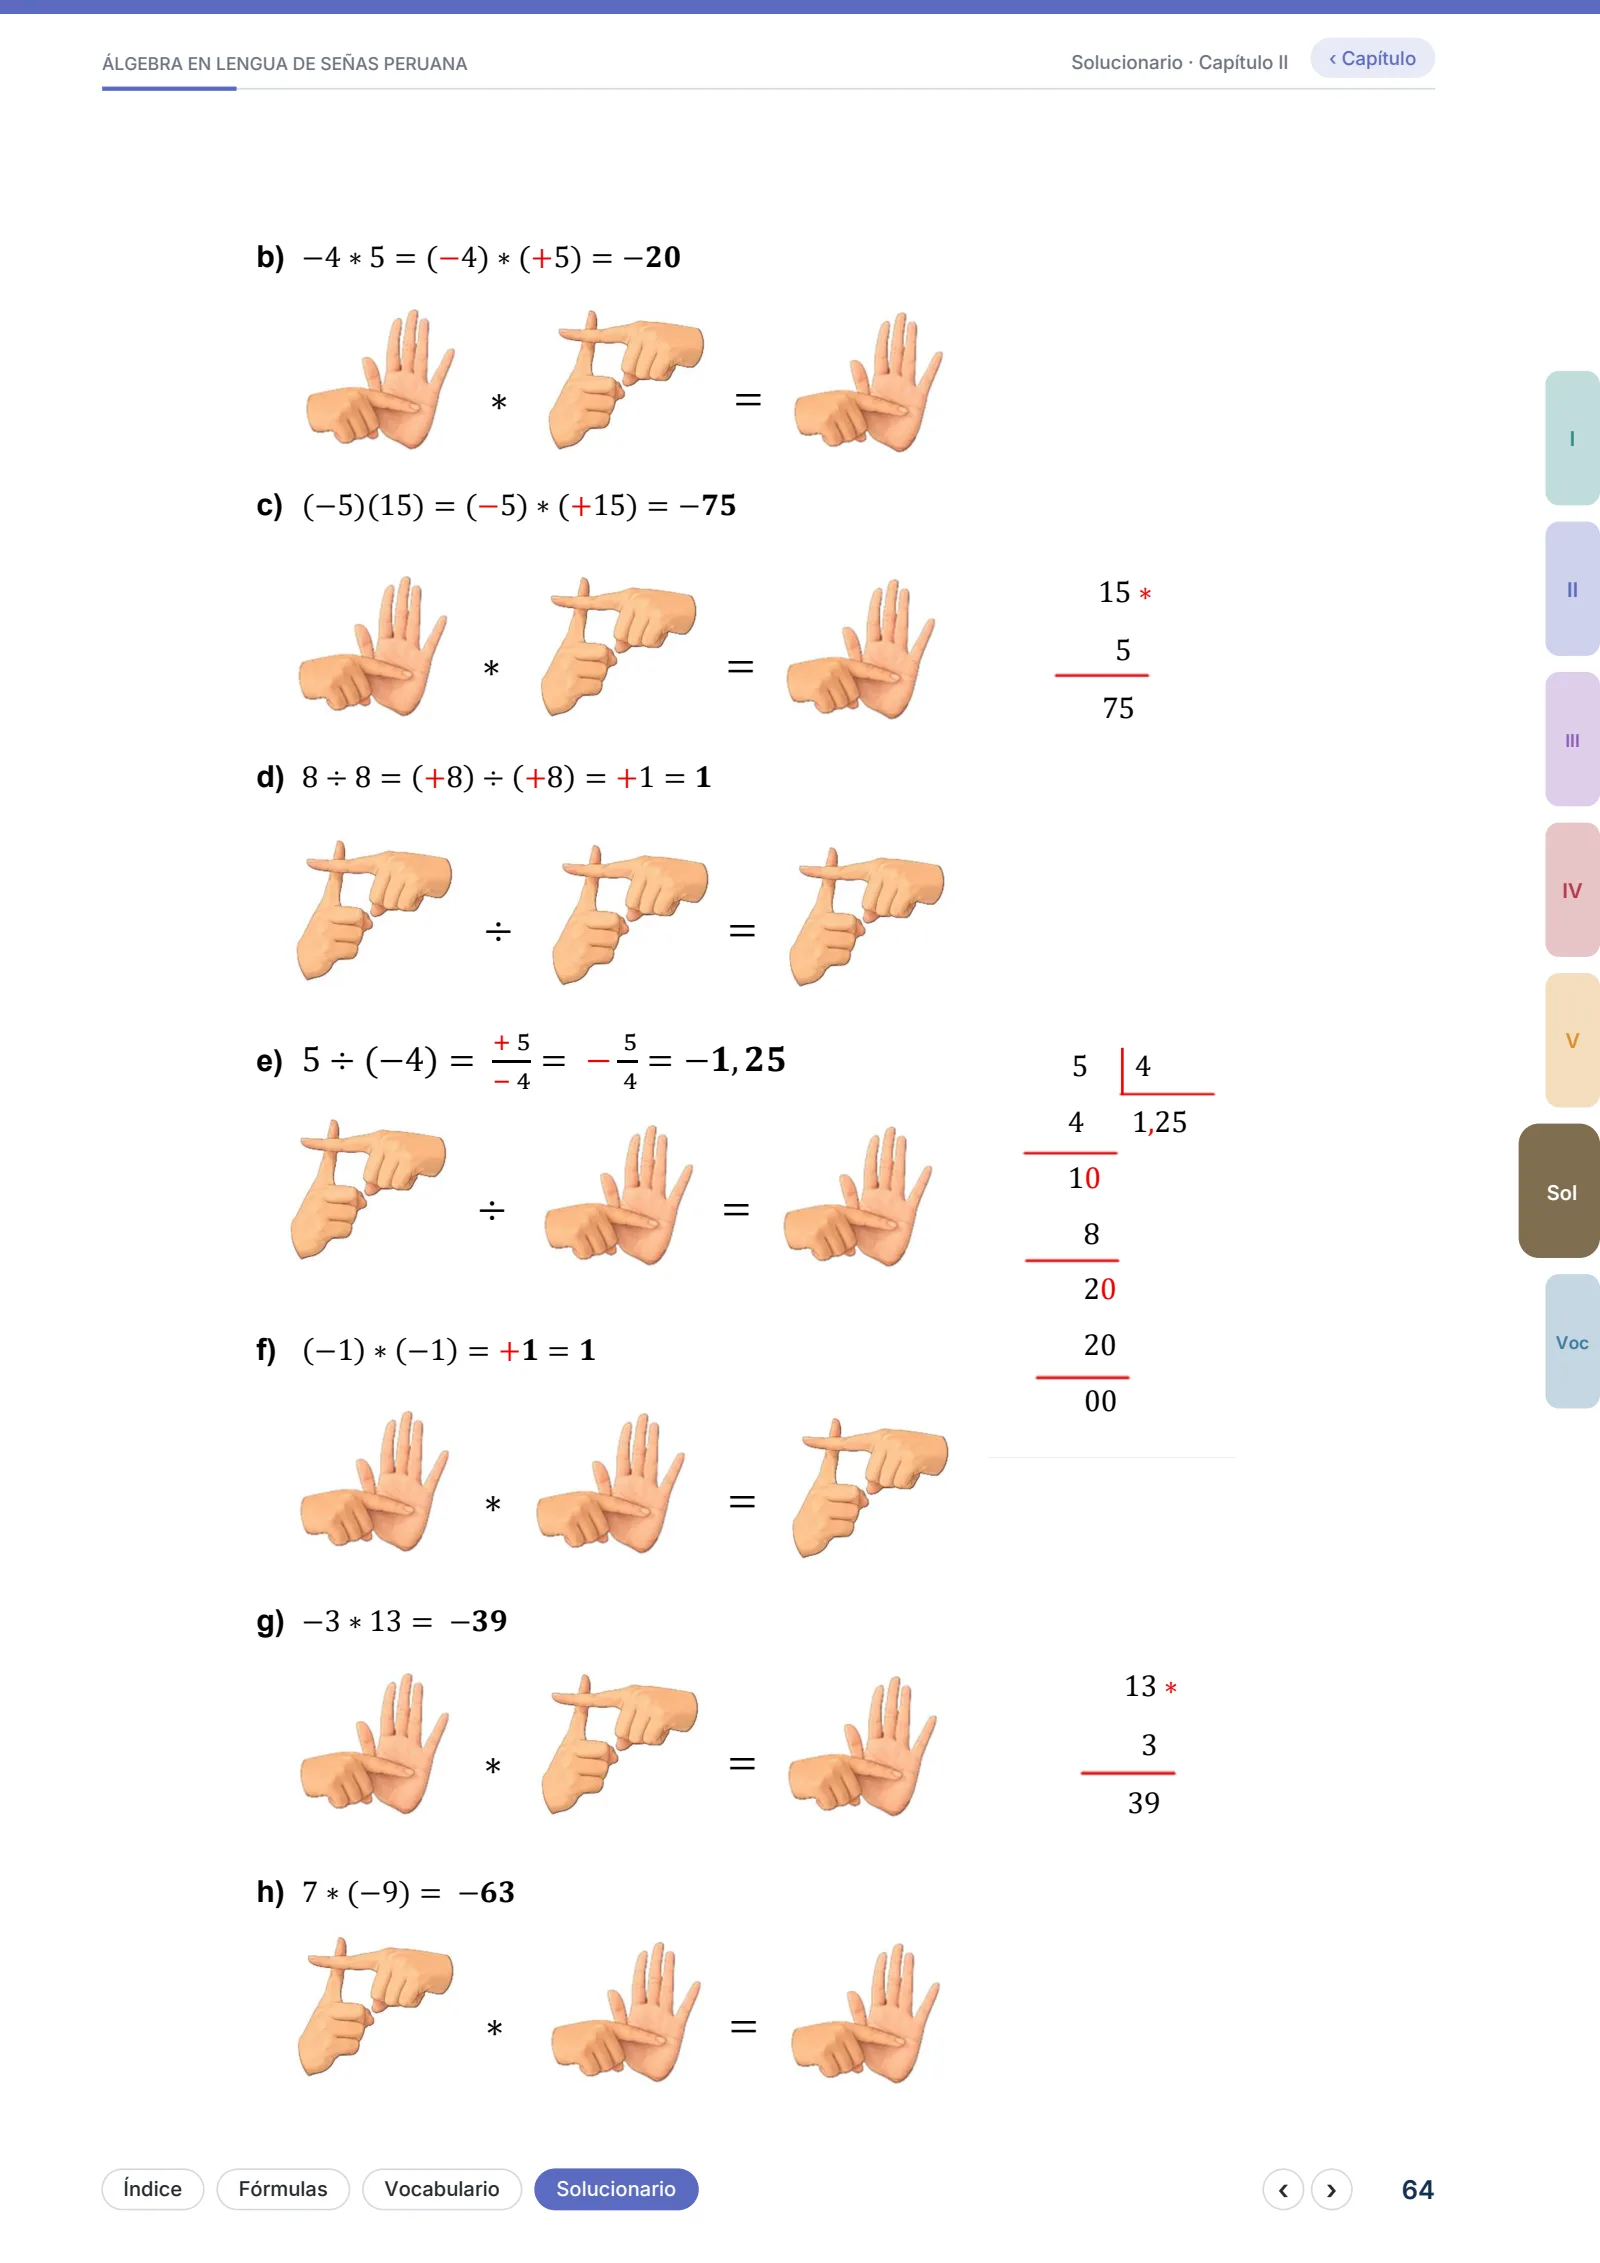 ÁLGEBRA EN LENGUA DE SEÑAS PERUANA
Solucionario · Capítulo II
‹ Capítulo
b) −4 ∗ 5 = (−4) ∗ (+5) = −20
∗ =
c) (−5)(15) = (−5) ∗ (+15) = −75
∗ =
15 ∗
5
75
d) 8 ÷ 8 = (+8) ÷ (+8) = +1 = 1
÷ =
e) 5 ÷ (−4) = + 5 / − 4 = − 5/4 = −1,25
÷ =
5 4
4 1,25
10
8
20
20
00
f) (−1) ∗ (−1) = +1 = 1
∗ =
g) −3 ∗ 13 = −39
∗ =
13 ∗
3
39
h) 7 ∗ (−9) = −63
∗ =
I
II
III
IV
V
Sol
Voc
Índice
Fórmulas
Vocabulario
Solucionario
‹ ›
64